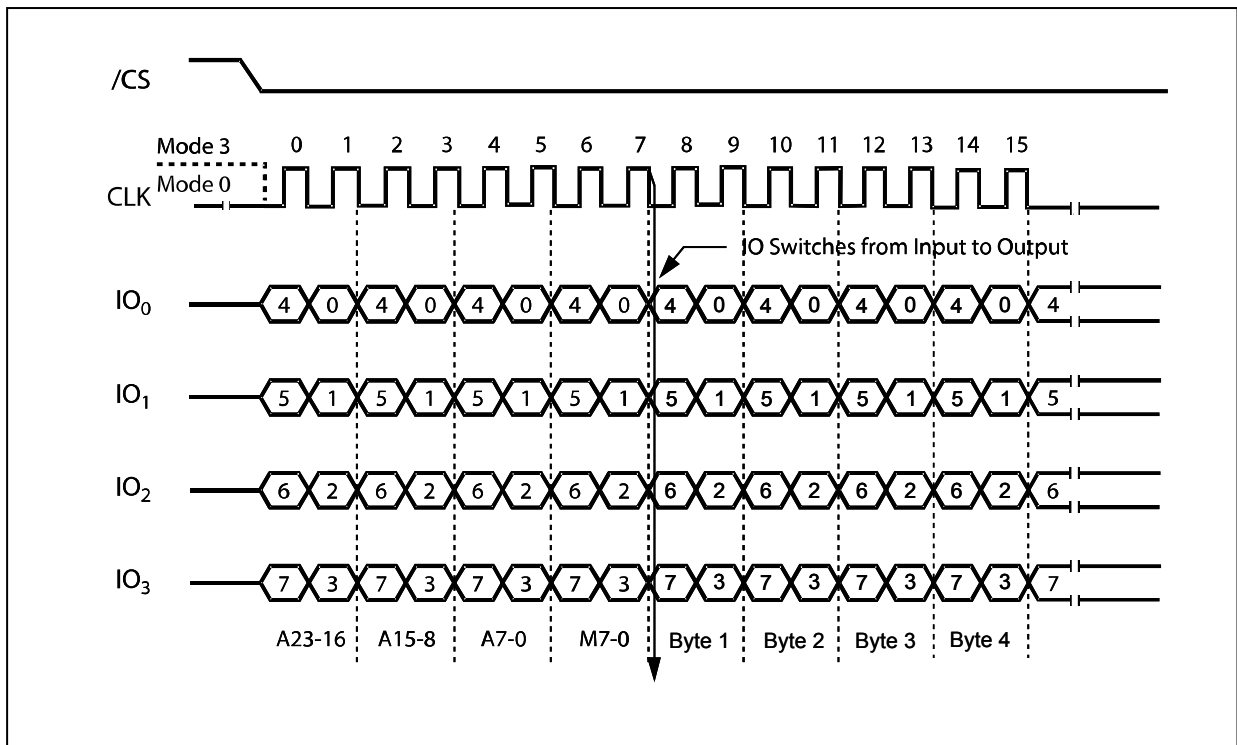 /CS
Mode 3
0 1 2 3 4 5 6 7 8 9 10 11 12 13 14 15
Mode 0
CLK
IO Switches from Input to Output
IO0 4 0 4 0 4 0 4 0 4 0 4 0 4 0 4 0 4
IO1 5 1 5 1 5 1 5 1 5 1 5 1 5 1 5 1 5
IO2 6 2 6 2 6 2 6 2 6 2 6 2 6 2 6 2 6
IO3 7 3 7 3 7 3 7 3 7 3 7 3 7 3 7 3 7
A23-16 A15-8 A7-0 M7-0 Byte 1 Byte 2 Byte 3 Byte 4